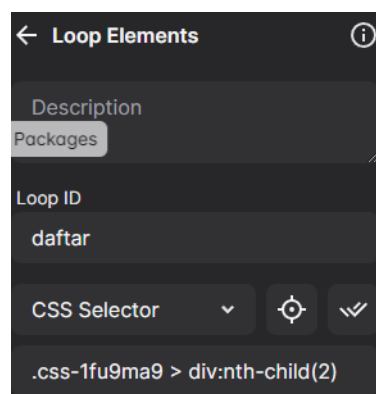 Loop Elements
Description
Packages
Loop ID
daftar
CSS Selector
.css-1fu9ma9 > div:nth-child(2)